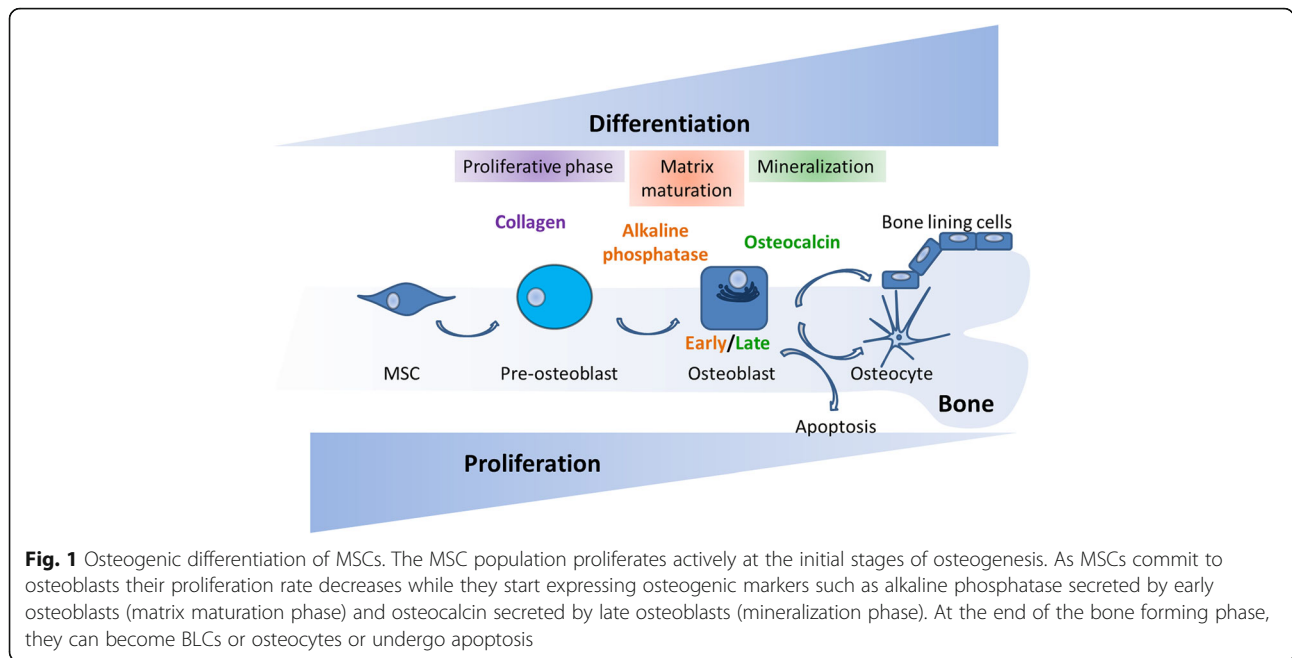 Differentiation
Proliferative phase
Matrix
maturation
Mineralization
Collagen
Alkaline
phosphatase
Osteocalcin
Bone lining cells
Early/Late
MSC
Pre-osteoblast
Osteoblast
Osteocyte
Bone
Apoptosis
Proliferation
Fig. 1 Osteogenic differentiation of MSCs. The MSC population proliferates actively at the initial stages of osteogenesis. As MSCs commit to
osteoblasts their proliferation rate decreases while they start expressing osteogenic markers such as alkaline phosphatase secreted by early
osteoblasts (matrix maturation phase) and osteocalcin secreted by late osteoblasts (mineralization phase). At the end of the bone forming phase,
they can become BLCs or osteocytes or undergo apoptosis